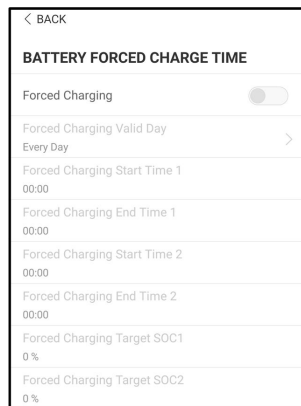 < BACK
BATTERY FORCED CHARGE TIME
Forced Charging
Forced Charging Valid Day
Every Day
Forced Charging Start Time 1
00:00
Forced Charging End Time 1
00:00
Forced Charging Start Time 2
00:00
Forced Charging End Time 2
00:00
Forced Charging Target SOC1
0 %
Forced Charging Target SOC2
0 %